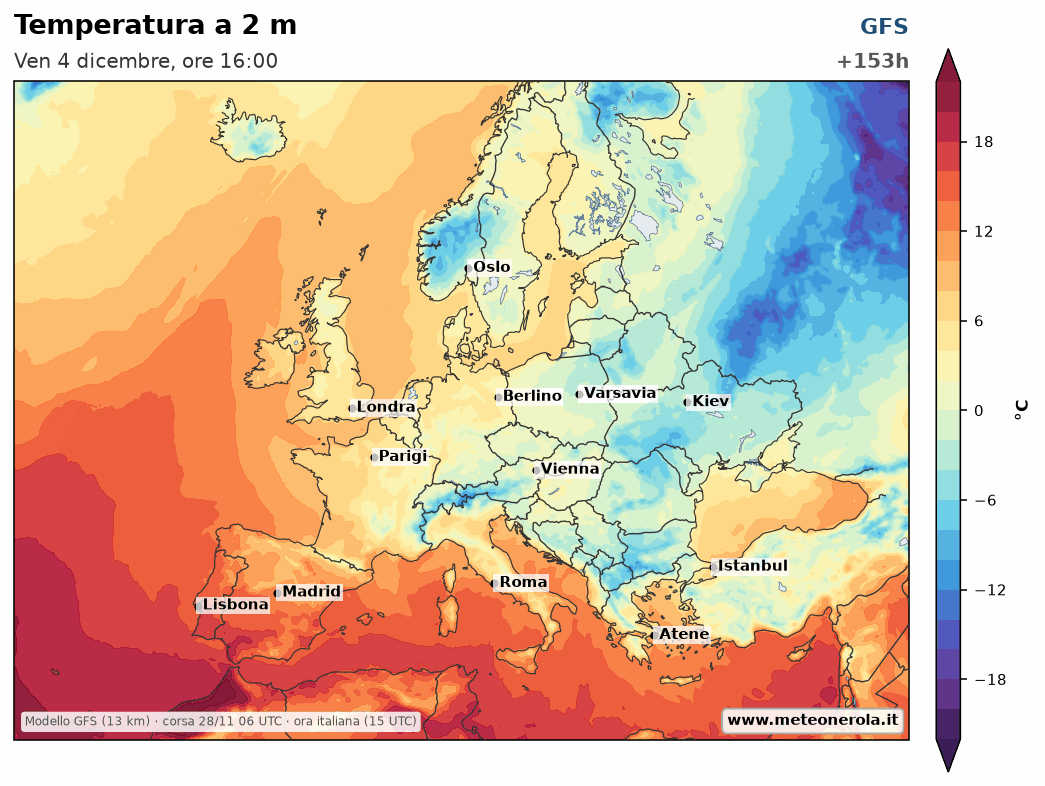 Temperatura a 2 m
GFS
Ven 4 dicembre, ore 16:00
+153h
18
12
6
0
−6
−12
−18
°C
Oslo
Londra
Berlino
Varsavia
Kiev
Parigi
Vienna
Istanbul
Roma
Madrid
Lisbona
Atene
Modello GFS (13 km) · corsa 28/11 06 UTC · ora italiana (15 UTC)
www.meteonerola.it